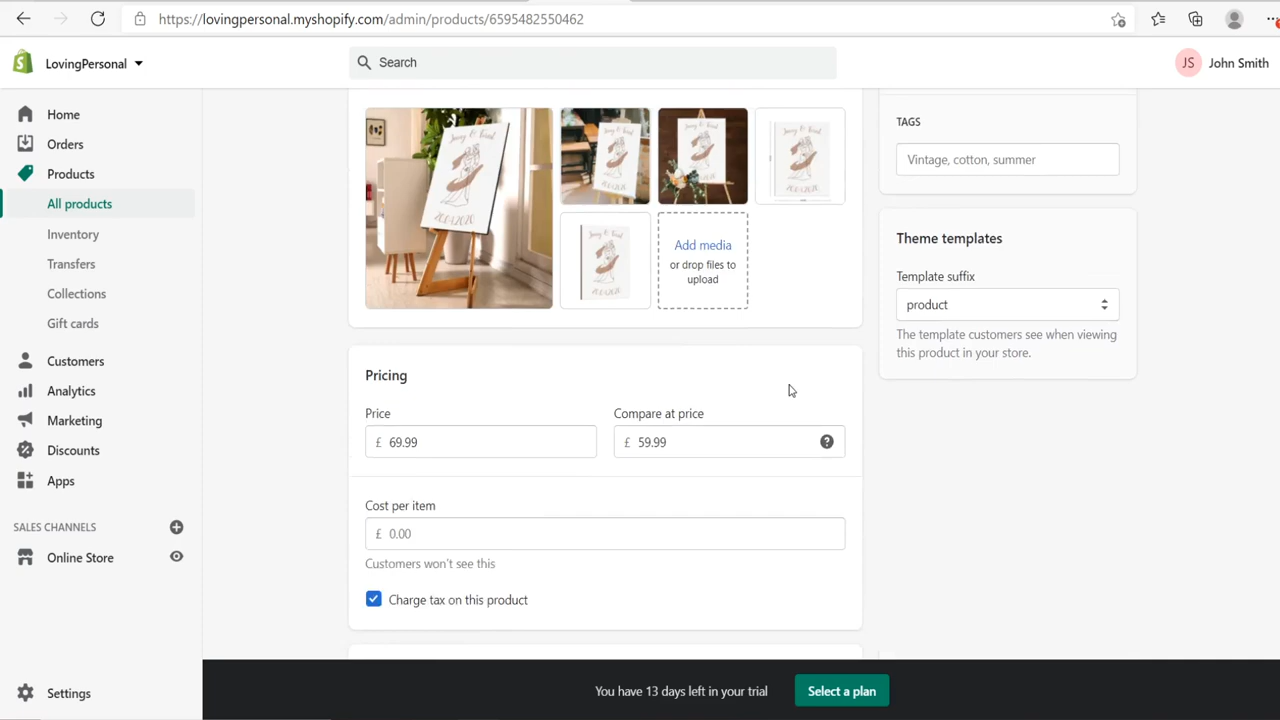 https://lovingpersonal.myshopify.com/admin/products/6595482550462
LovingPersonal
Search
JS John Smith
Home
Orders
Products
All products
Inventory
Transfers
Collections
Gift cards
Customers
Analytics
Marketing
Discounts
Apps
SALES CHANNELS
Online Store
Settings
Add media
or drop files to
upload
Pricing
Price
Compare at price
£ 69.99
£ 59.99
Cost per item
£ 0.00
Customers won't see this
Charge tax on this product
TAGS
Vintage, cotton, summer
Theme templates
Template suffix
product
The template customers see when viewing
this product in your store.
You have 13 days left in your trial
Select a plan